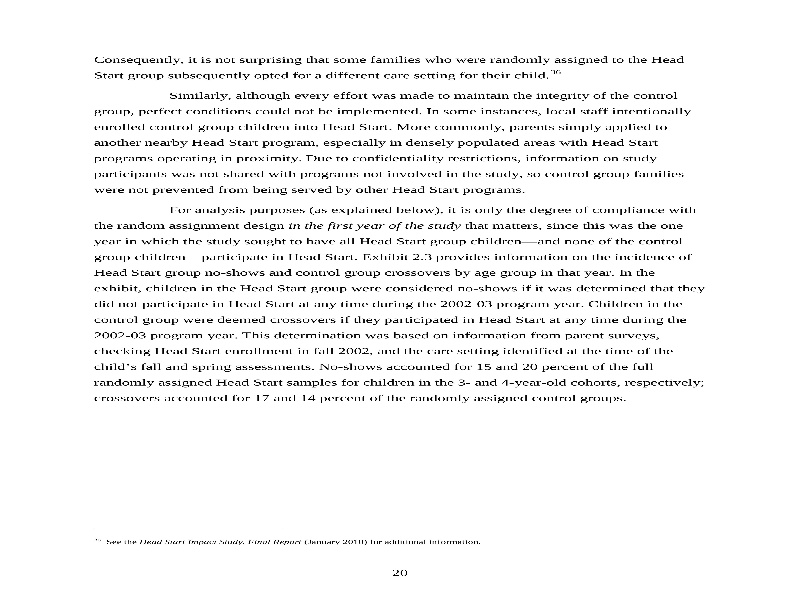 Consequently, it is not surprising that some families who were randomly assigned to the Head
Start group subsequently opted for a different care setting for their child.36
Similarly, although every effort was made to maintain the integrity of the control
group, perfect conditions could not be implemented. In some instances, local staff intentionally
enrolled control group children into Head Start. More commonly, parents simply applied to
another nearby Head Start program, especially in densely populated areas with Head Start
programs operating in proximity. Due to confidentiality restrictions, information on study
participants was not shared with programs not involved in the study, so control group families
were not prevented from being served by other Head Start programs.
For analysis purposes (as explained below), it is only the degree of compliance with
the random assignment design in the first year of the study that matters, since this was the one
year in which the study sought to have all Head Start group children—and none of the control
group children—participate in Head Start. Exhibit 2.3 provides information on the incidence of
Head Start group no-shows and control group crossovers by age group in that year. In the
exhibit, children in the Head Start group were considered no-shows if it was determined that they
did not participate in Head Start at any time during the 2002-03 program year. Children in the
control group were deemed crossovers if they participated in Head Start at any time during the
2002-03 program year. This determination was based on information from parent surveys,
checking Head Start enrollment in fall 2002, and the care setting identified at the time of the
child's fall and spring assessments. No-shows accounted for 15 and 20 percent of the full
randomly assigned Head Start samples for children in the 3- and 4-year-old cohorts, respectively;
crossovers accounted for 17 and 14 percent of the randomly assigned control groups.
36 See the Head Start Impact Study. Final Report (January 2010) for additional information.
20